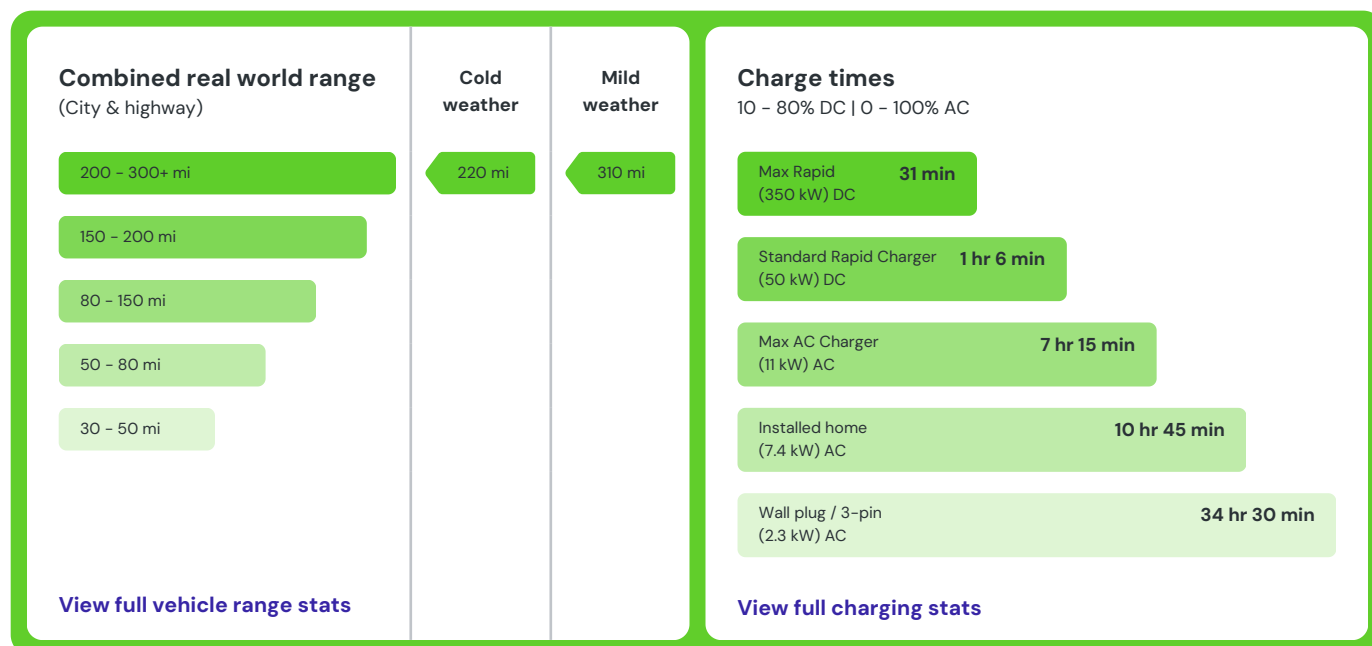 Combined real world range
(City & highway)
Cold
weather
Mild
weather
200 - 300+ mi
220 mi
310 mi
150 - 200 mi
80 - 150 mi
50 - 80 mi
30 - 50 mi
View full vehicle range stats
Charge times
10 - 80% DC | 0 - 100% AC
Max Rapid
(350 kW) DC
31 min
Standard Rapid Charger
(50 kW) DC
1 hr 6 min
Max AC Charger
(11 kW) AC
7 hr 15 min
Installed home
(7.4 kW) AC
10 hr 45 min
Wall plug / 3-pin
(2.3 kW) AC
34 hr 30 min
View full charging stats